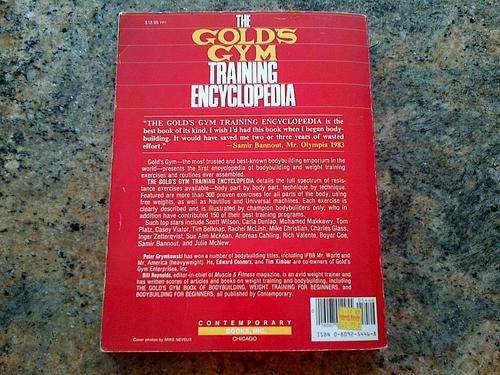 $12.95 FPT
THE
GOLD'S
GYM
TRAINING
ENCYCLOPEDIA
"THE GOLD'S GYM TRAINING ENCYCLOPEDIA is the
best book of its kind. I wish I'd had this book when I began body-
building. It would have saved me two or three years of wasted
effort."
—Samir Bannout, Mr. Olympia 1983
Gold's Gym—the most trusted and best-known bodybuilding emporium in the
world—presents the first encyclopedia of bodybuilding and weight training
exercises and routines ever assembled.
THE GOLD'S GYM TRAINING ENCYCLOPEDIA details the full spectrum of resis-
tance exercises available—body part by body part, technique by technique.
Featured are more than 300 proven exercises for all parts of the body, using
free weights, as well as Nautilus and Universal machines. Each exercise is
clearly described and is illustrated by champion bodybuilders only, who in
addition have contributed 150 of their best training programs.
Such top stars include Scott Wilson, Carla Dunlap, Mohamed Makkawy, Tom
Platz, Casey Viator, Tim Belknap, Rachel McLish, Mike Christian, Charles Glass,
Inger Zetterqvist, Sue Ann McKean, Andreas Cahling, Rich Valente, Boyer Coe,
Samir Bannout, and Julie McNew.
Peter Grymkowski has won a number of bodybuilding titles, including IFBB Mr. World and
Mr. America (heavyweight). He, Edward Connors, and Tim Kimber are co-owners of Gold's
Gym Enterprises, Inc.
Bill Reynolds, editor-in-chief of Muscle & Fitness magazine, is an avid weight trainer and
has written scores of articles and books on weight training and bodybuilding, including
THE GOLD'S GYM BOOK OF BODYBUILDING, WEIGHT TRAINING FOR BEGINNERS, and
BODYBUILDING FOR BEGINNERS, all published by Contemporary.
CONTEMPORARY
BOOKS, INC.
CHICAGO
Cover photos by MIKE NEVEUX
ISBN 0-8092-5446-8